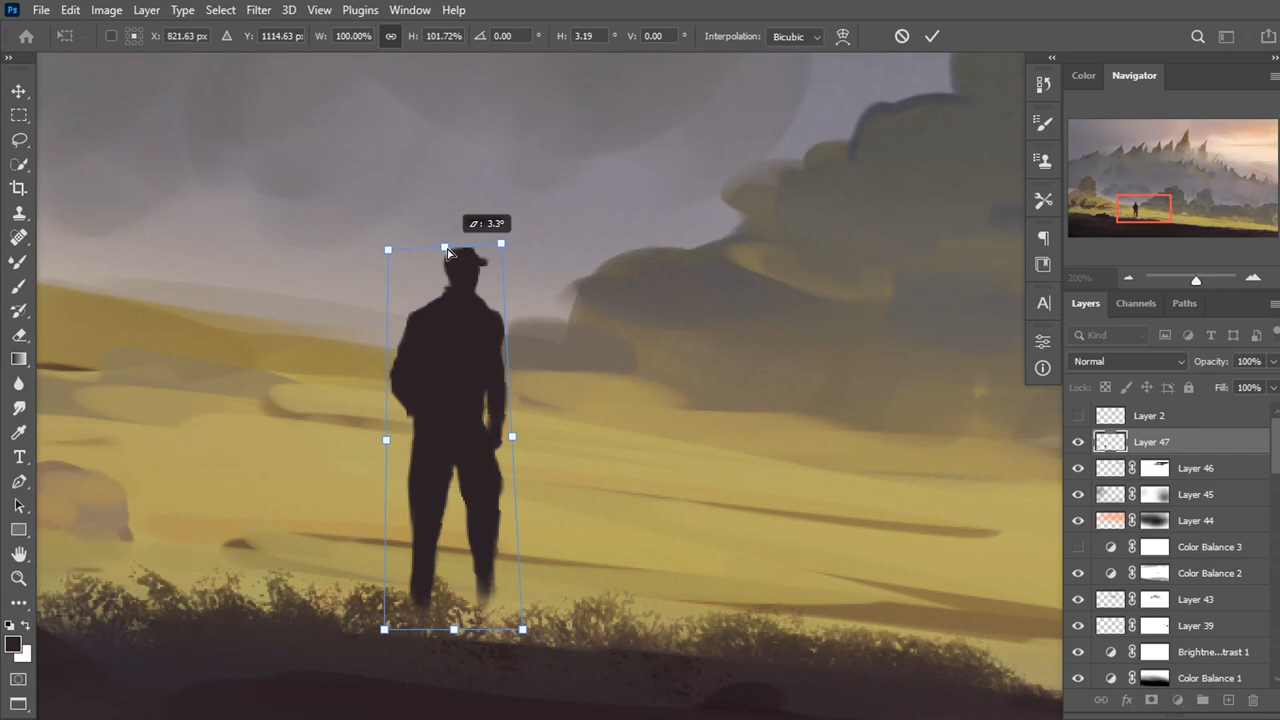 Ps File Edit Image Layer Type Select Filter 3D View Plugins Window Help
X: 821.63 px Y: 1114.63 px W: 100.00% H: 101.72% 0.00 ° H: 3.19 ° V: 0.00 ° Interpolation: Bicubic
Color Navigator
3.3°
200%
Layers Channels Paths
Kind
Normal Opacity: 100%
Lock: Fill: 100%
Layer 2
Layer 47
Layer 46
Layer 45
Layer 44
Color Balance 3
Color Balance 2
Layer 43
Layer 39
Brightne...trast 1
Color Balance 1
fx